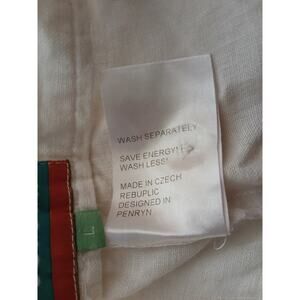 WASH SEPARATELY
SAVE ENERGY!
WASH LESS!
MADE IN CZECH
REBUPLIC
DESIGNED IN
PENRYN
L